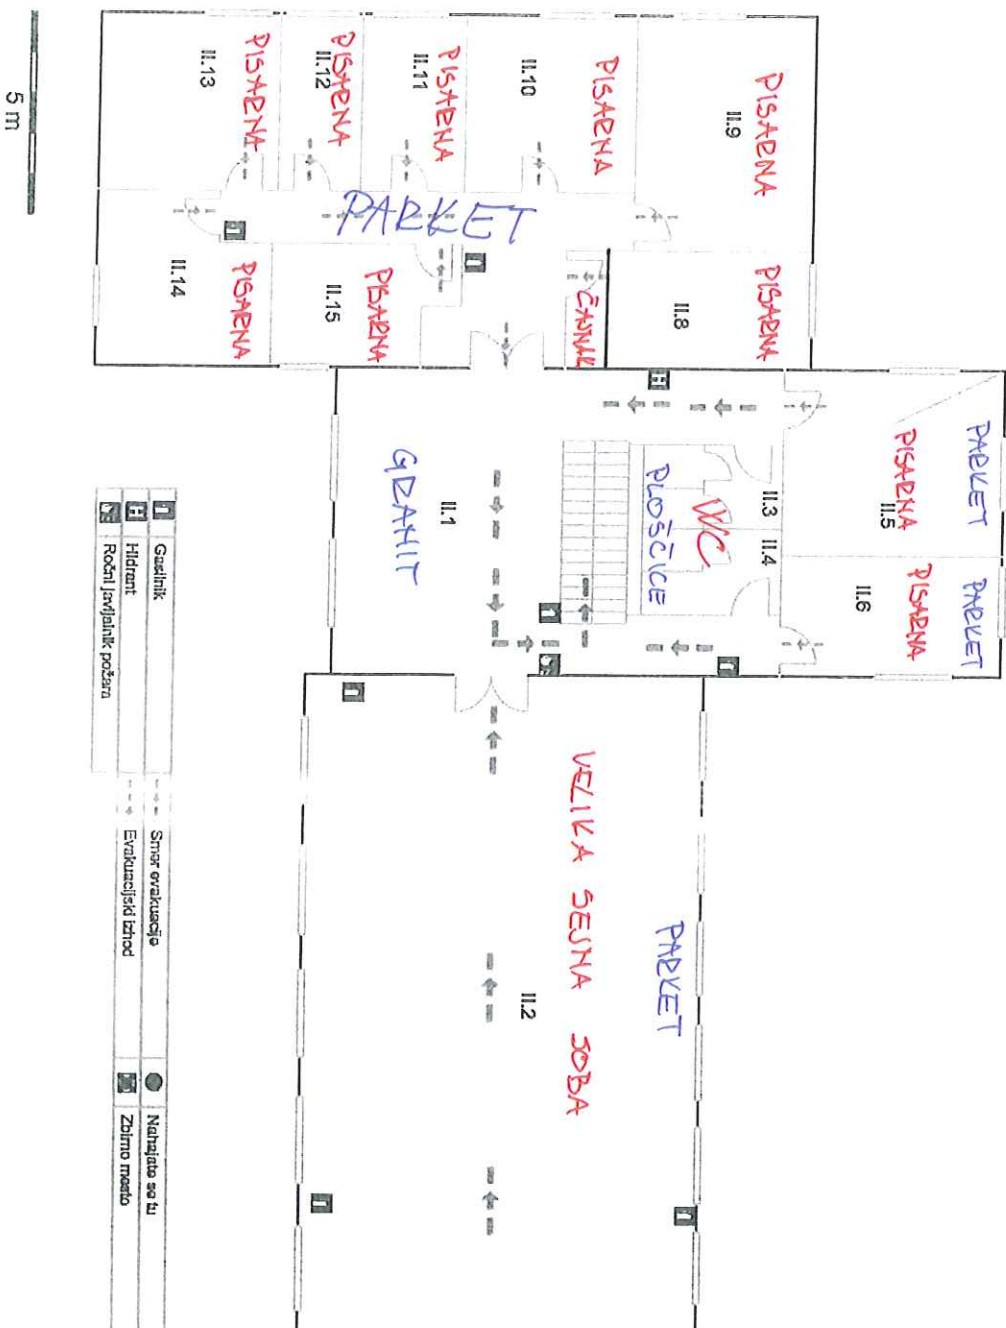 PISARNA
II.9
PISARNA
II.8
PISARNA
II.10
PISARNA
II.11
PISARNA
II.12
PISARNA
II.13
PARKET
PISARNA
II.14
PISARNA
II.15
PARKET
PISARNA
II.5
PARKET
PISARNA
II.6
II.3
II.4
WC
PLOŠČICE
II.1
GRANIT
PARKET
VELIKA SEJNA SOBA
II.2
5 m
Gasilnik
Hidrant
Ročni javljalnik požara
Smer evakuacije
Evakuacijski izhod
Nahajate se tu
Zbirno mesto
H
H